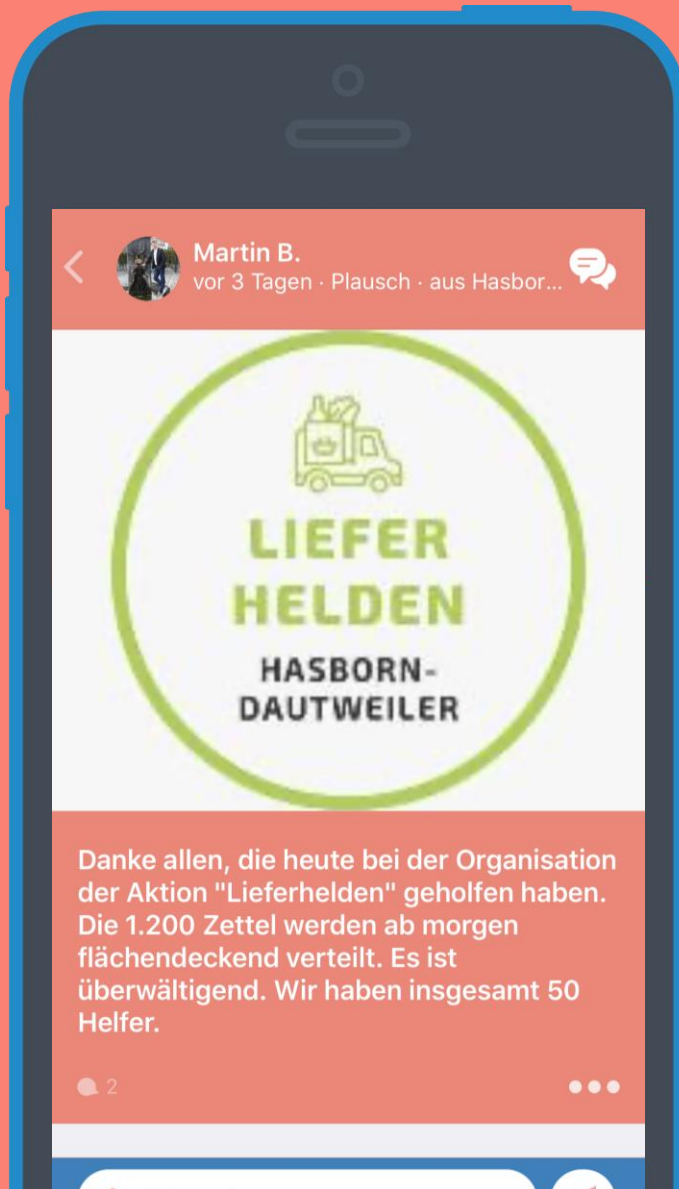 Martin B.
vor 3 Tagen · Plausch · aus Hasbor...
LIEFER
HELDEN
HASBORN-
DAUTWEILER
Danke allen, die heute bei der Organisation
der Aktion "Lieferhelden" geholfen haben.
Die 1.200 Zettel werden ab morgen
flächendeckend verteilt. Es ist
überwältigend. Wir haben insgesamt 50
Helfer.
2